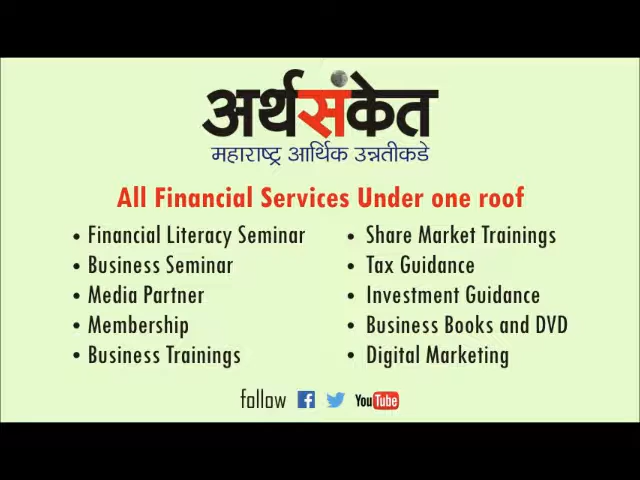 अर्थसंकेत
महाराष्ट्र आर्थिक उन्नतीकडे
All Financial Services Under one roof
• Financial Literacy Seminar
• Business Seminar
• Media Partner
• Membership
• Business Trainings
• Share Market Trainings
• Tax Guidance
• Investment Guidance
• Business Books and DVD
• Digital Marketing
follow f YouTube